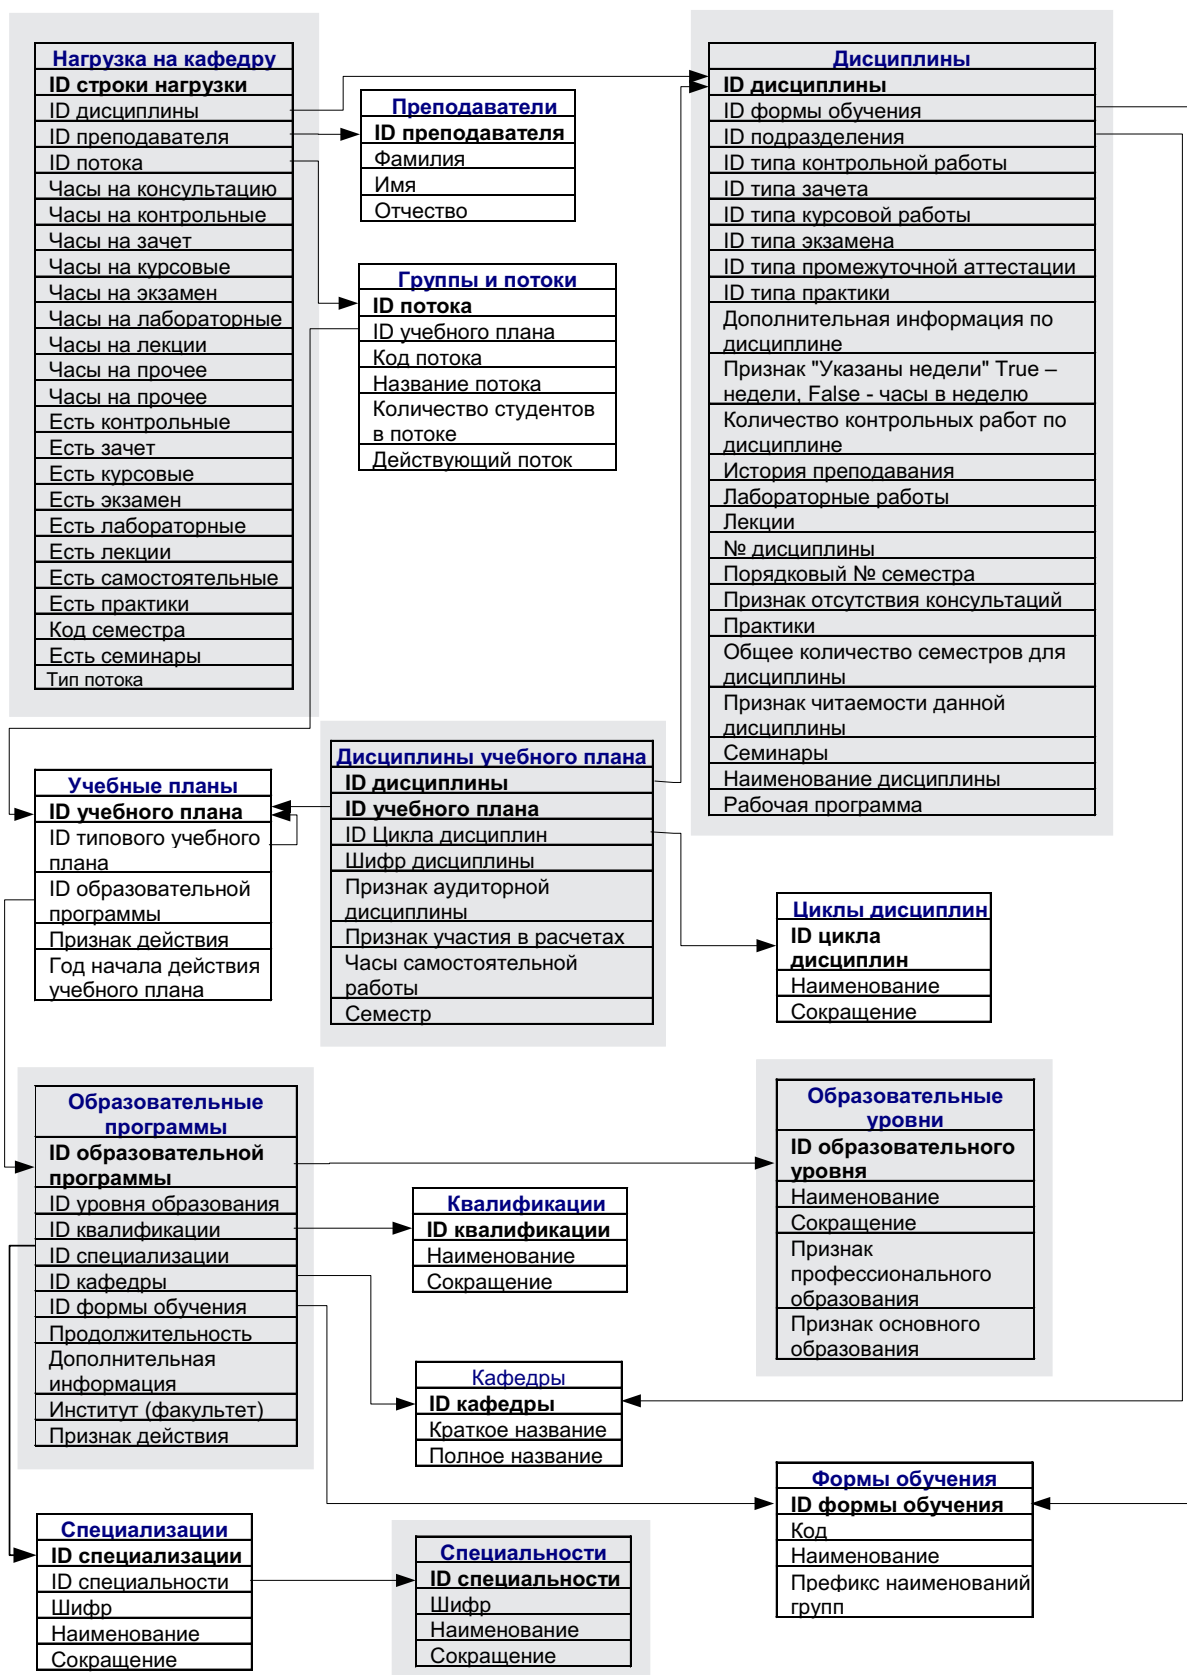 Нагрузка на кафедру
ID строки нагрузки
ID дисциплины
ID преподавателя
ID потока
Часы на консультацию
Часы на контрольные
Часы на зачет
Часы на курсовые
Часы на экзамен
Часы на лабораторные
Часы на лекции
Часы на прочее
Часы на прочее
Есть контрольные
Есть зачет
Есть курсовые
Есть экзамен
Есть лабораторные
Есть лекции
Есть самостоятельные
Есть практики
Код семестра
Есть семинары
Тип потока
Преподаватели
ID преподавателя
Фамилия
Имя
Отчество
Группы и потоки
ID потока
ID учебного плана
Код потока
Название потока
Количество студентов
в потоке
Действующий поток
Дисциплины
ID дисциплины
ID формы обучения
ID подразделения
ID типа контрольной работы
ID типа зачета
ID типа курсовой работы
ID типа экзамена
ID типа промежуточной аттестации
ID типа практики
Дополнительная информация по
дисциплине
Признак "Указаны недели" True –
недели, False - часы в неделю
Количество контрольных работ по
дисциплине
История преподавания
Лабораторные работы
Лекции
№ дисциплины
Порядковый № семестра
Признак отсутствия консультаций
Практики
Общее количество семестров для
дисциплины
Признак читаемости данной
дисциплины
Семинары
Наименование дисциплины
Рабочая программа
Учебные планы
ID учебного плана
ID типового учебного
плана
ID образовательной
программы
Признак действия
Год начала действия
учебного плана
Дисциплины учебного плана
ID дисциплины
ID учебного плана
ID Цикла дисциплин
Шифр дисциплины
Признак аудиторной
дисциплины
Признак участия в расчетах
Часы самостоятельной
работы
Семестр
Циклы дисциплин
ID цикла
дисциплин
Наименование
Сокращение
Образовательные
программы
ID образовательной
программы
ID уровня образования
ID квалификации
ID специализации
ID кафедры
ID формы обучения
Продолжительность
Дополнительная
информация
Институт (факультет)
Признак действия
Квалификации
ID квалификации
Наименование
Сокращение
Образовательные
уровни
ID образовательного
уровня
Наименование
Сокращение
Признак
профессионального
образования
Признак основного
образования
Кафедры
ID кафедры
Краткое название
Полное название
Формы обучения
ID формы обучения
Код
Наименование
Префикс наименований
групп
Специализации
ID специализации
ID специальности
Шифр
Наименование
Сокращение
Специальности
ID специальности
Шифр
Наименование
Сокращение